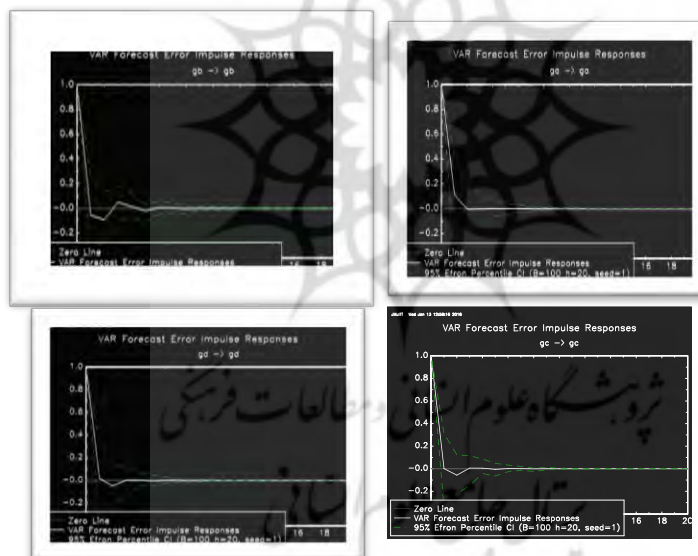 VAR Forecast Error Impulse Responses
gb -> gb
1.0
0.8
0.6
0.4
0.2
-0.0
-0.2
Zero Line
VAR Forecast Error Impulse Responses
16 18
VAR Forecast Error Impulse Responses
ga -> ga
1.0
0.8
0.6
0.4
0.2
-0.0
-0.2
Zero Line
VAR Forecast Error Impulse Responses
95% Efron Percentile CI (B=100 h=20, seed=1)
16 18
VAR Forecast Error Impulse Responses
gd -> gd
1.0
0.8
0.6
0.4
0.2
-0.0
-0.2
Zero Line
VAR Forecast Error Impulse Responses
95% Efron Percentile CI (B=100 h=20, seed=1)
16 18
VAR Forecast Error Impulse Responses
gc -> gc
1.0
0.8
0.6
0.4
0.2
-0.0
-0.2
Zero Line
VAR Forecast Error Impulse Responses
95% Efron Percentile CI (B=100 h=20, seed=1)
16 18 20
پژوهشگاه علوم انسانی و مطالعات فرهنگی